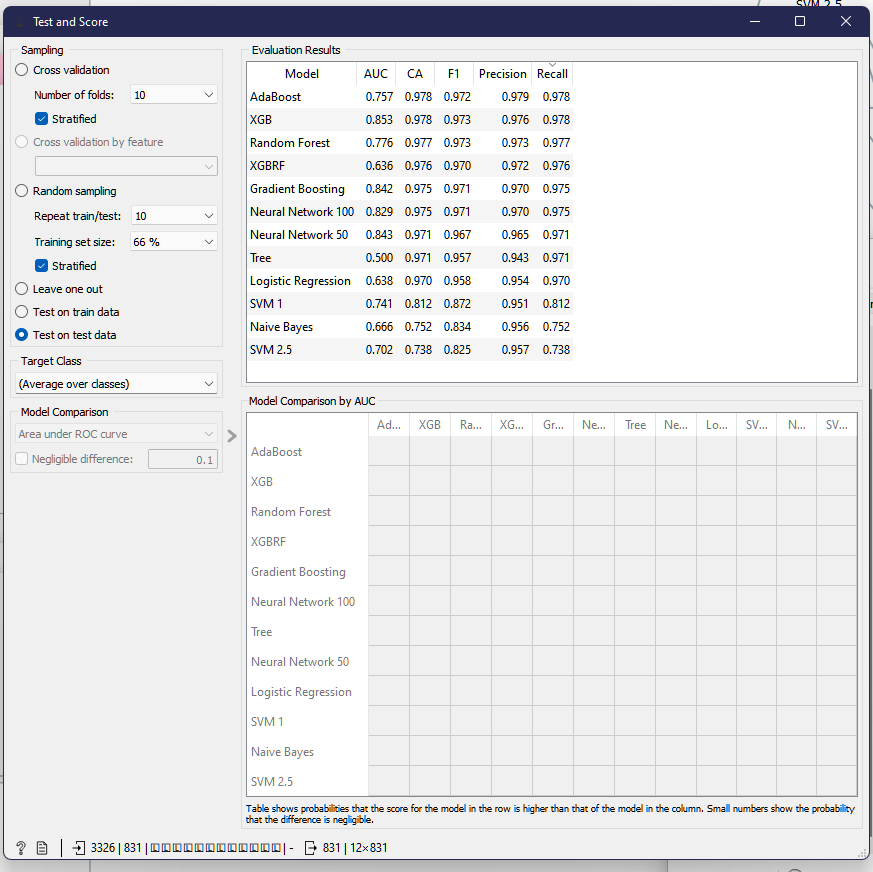 SVM 2.5
Test and Score
Sampling
Cross validation
Number of folds: 10
Stratified
Cross validation by feature
Random sampling
Repeat train/test: 10
Training set size: 66 %
Stratified
Leave one out
Test on train data
Test on test data
Target Class
(Average over classes)
Model Comparison
Area under ROC curve
Negligible difference: 0.1
Evaluation Results
Model AUC CA F1 Precision Recall
AdaBoost 0.757 0.978 0.972 0.979 0.978
XGB 0.853 0.978 0.973 0.976 0.978
Random Forest 0.776 0.977 0.973 0.973 0.977
XGBRF 0.636 0.976 0.970 0.972 0.976
Gradient Boosting 0.842 0.975 0.971 0.970 0.975
Neural Network 100 0.829 0.975 0.971 0.970 0.975
Neural Network 50 0.843 0.971 0.967 0.965 0.971
Tree 0.500 0.971 0.957 0.943 0.971
Logistic Regression 0.638 0.970 0.958 0.954 0.970
SVM 1 0.741 0.812 0.872 0.951 0.812
Naive Bayes 0.666 0.752 0.834 0.956 0.752
SVM 2.5 0.702 0.738 0.825 0.957 0.738
Model Comparison by AUC
Ad... XGB Ra... XG... Gr... Ne... Tree Ne... Lo... SV... N... SV...
AdaBoost
XGB
Random Forest
XGBRF
Gradient Boosting
Neural Network 100
Tree
Neural Network 50
Logistic Regression
SVM 1
Naive Bayes
SVM 2.5
Table shows probabilities that the score for the model in the row is higher than that of the model in the column. Small numbers show the probability
that the difference is negligible.
? 3326 | 831 | | - 831 | 12×831